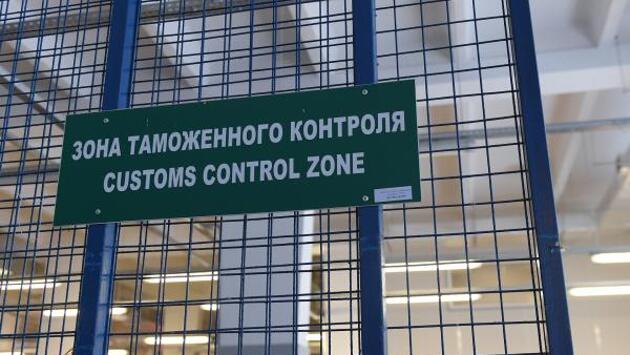 ЗОНА ТАМОЖЕННОГО КОНТРОЛЯ
CUSTOMS CONTROL ZONE